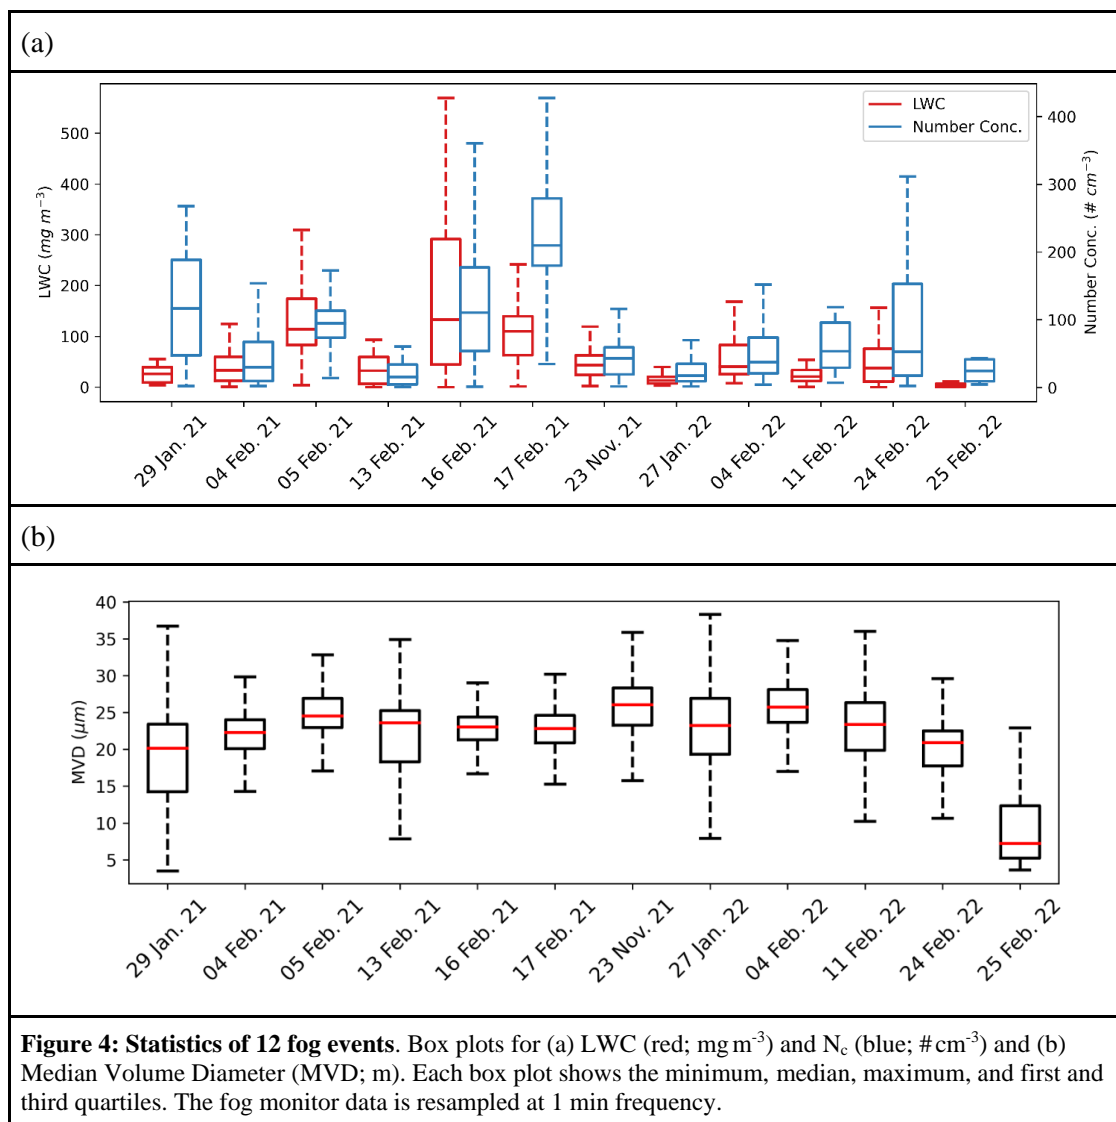 (a)
LWC
Number Conc.
500
400
300
200
100
0
LWC (mg m⁻³)
400
300
200
100
0
Number Conc. (# cm⁻³)
29 Jan. 21
04 Feb. 21
05 Feb. 21
13 Feb. 21
16 Feb. 21
17 Feb. 21
23 Nov. 21
27 Jan. 22
04 Feb. 22
11 Feb. 22
24 Feb. 22
25 Feb. 22
(b)
40
35
30
25
20
15
10
5
MVD (μm)
29 Jan. 21
04 Feb. 21
05 Feb. 21
13 Feb. 21
16 Feb. 21
17 Feb. 21
23 Nov. 21
27 Jan. 22
04 Feb. 22
11 Feb. 22
24 Feb. 22
25 Feb. 22
Figure 4: Statistics of 12 fog events. Box plots for (a) LWC (red; mg m⁻³) and N꜀ (blue; # cm⁻³) and (b)
Median Volume Diameter (MVD; m). Each box plot shows the minimum, median, maximum, and first and
third quartiles. The fog monitor data is resampled at 1 min frequency.